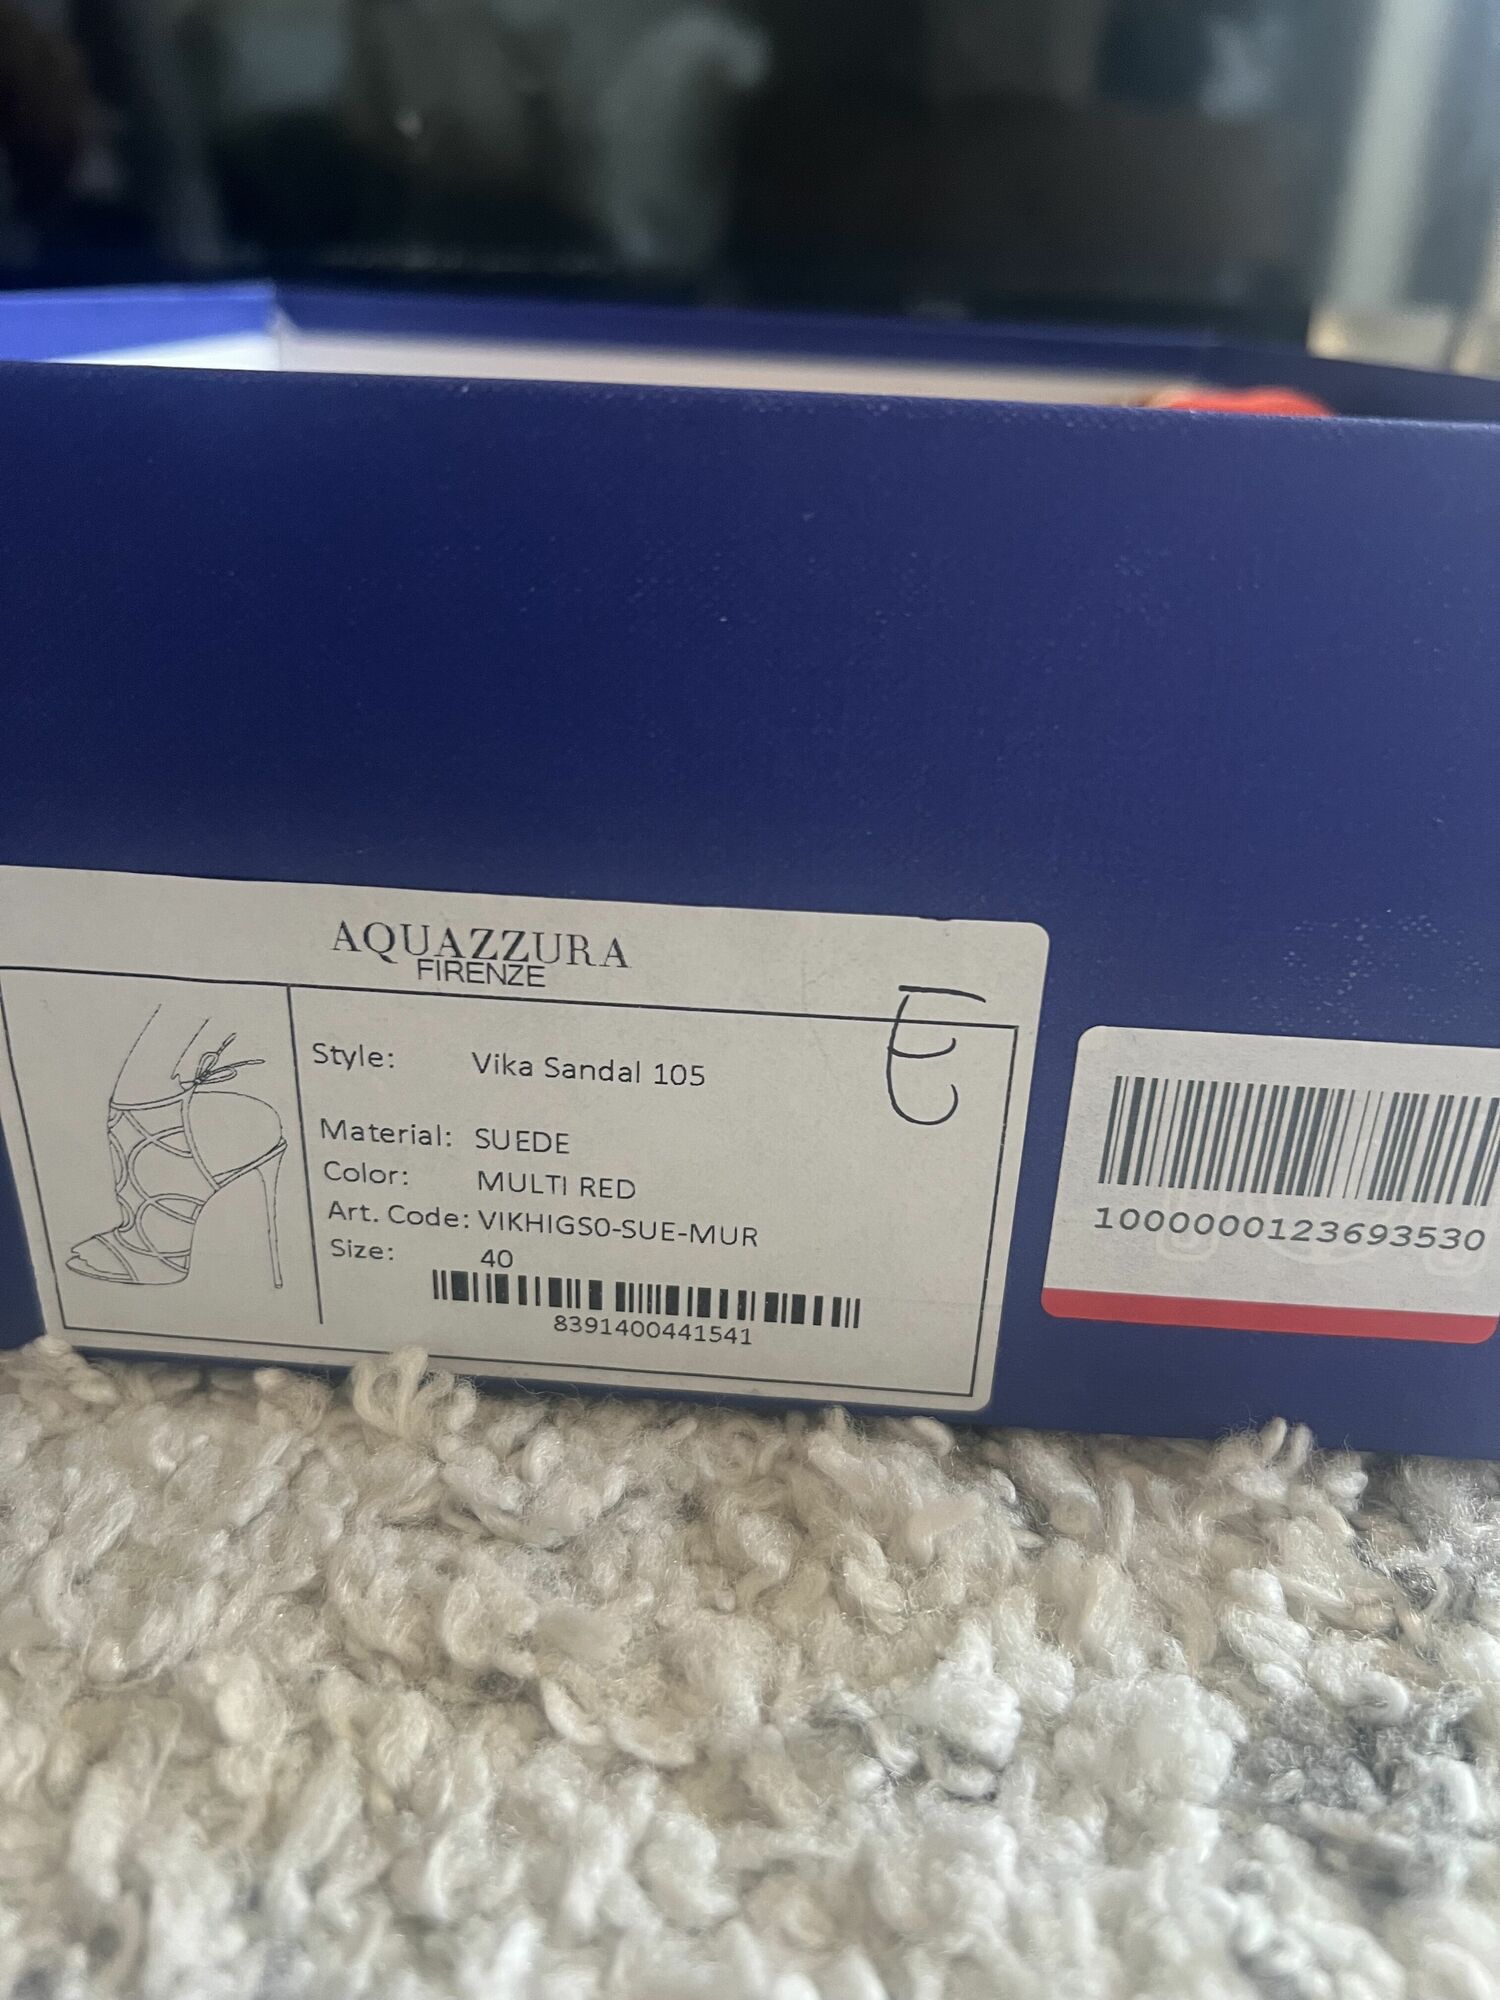 AQUAZZURA
FIRENZE
Style: Vika Sandal 105
Material: SUEDE
Color: MULTI RED
Art. Code: VIKHIGS0-SUE-MUR
Size: 40
8391400441541
1000000123693530